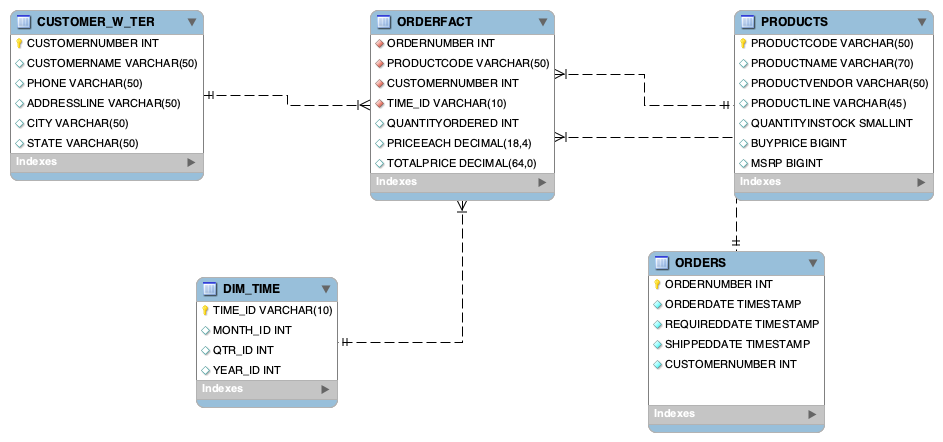 CUSTOMER_W_TER
CUSTOMERNUMBER INT
CUSTOMERNAME VARCHAR(50)
PHONE VARCHAR(50)
ADDRESSLINE VARCHAR(50)
CITY VARCHAR(50)
STATE VARCHAR(50)
Indexes
ORDERFACT
ORDERNUMBER INT
PRODUCTCODE VARCHAR(50)
CUSTOMERNUMBER INT
TIME_ID VARCHAR(10)
QUANTITYORDERED INT
PRICEEACH DECIMAL(18,4)
TOTALPRICE DECIMAL(64,0)
Indexes
PRODUCTS
PRODUCTCODE VARCHAR(50)
PRODUCTNAME VARCHAR(70)
PRODUCTVENDOR VARCHAR(50)
PRODUCTLINE VARCHAR(45)
QUANTITYINSTOCK SMALLINT
BUYPRICE BIGINT
MSRP BIGINT
Indexes
DIM_TIME
TIME_ID VARCHAR(10)
MONTH_ID INT
QTR_ID INT
YEAR_ID INT
Indexes
ORDERS
ORDERNUMBER INT
ORDERDATE TIMESTAMP
REQUIREDDATE TIMESTAMP
SHIPPEDDATE TIMESTAMP
CUSTOMERNUMBER INT
Indexes